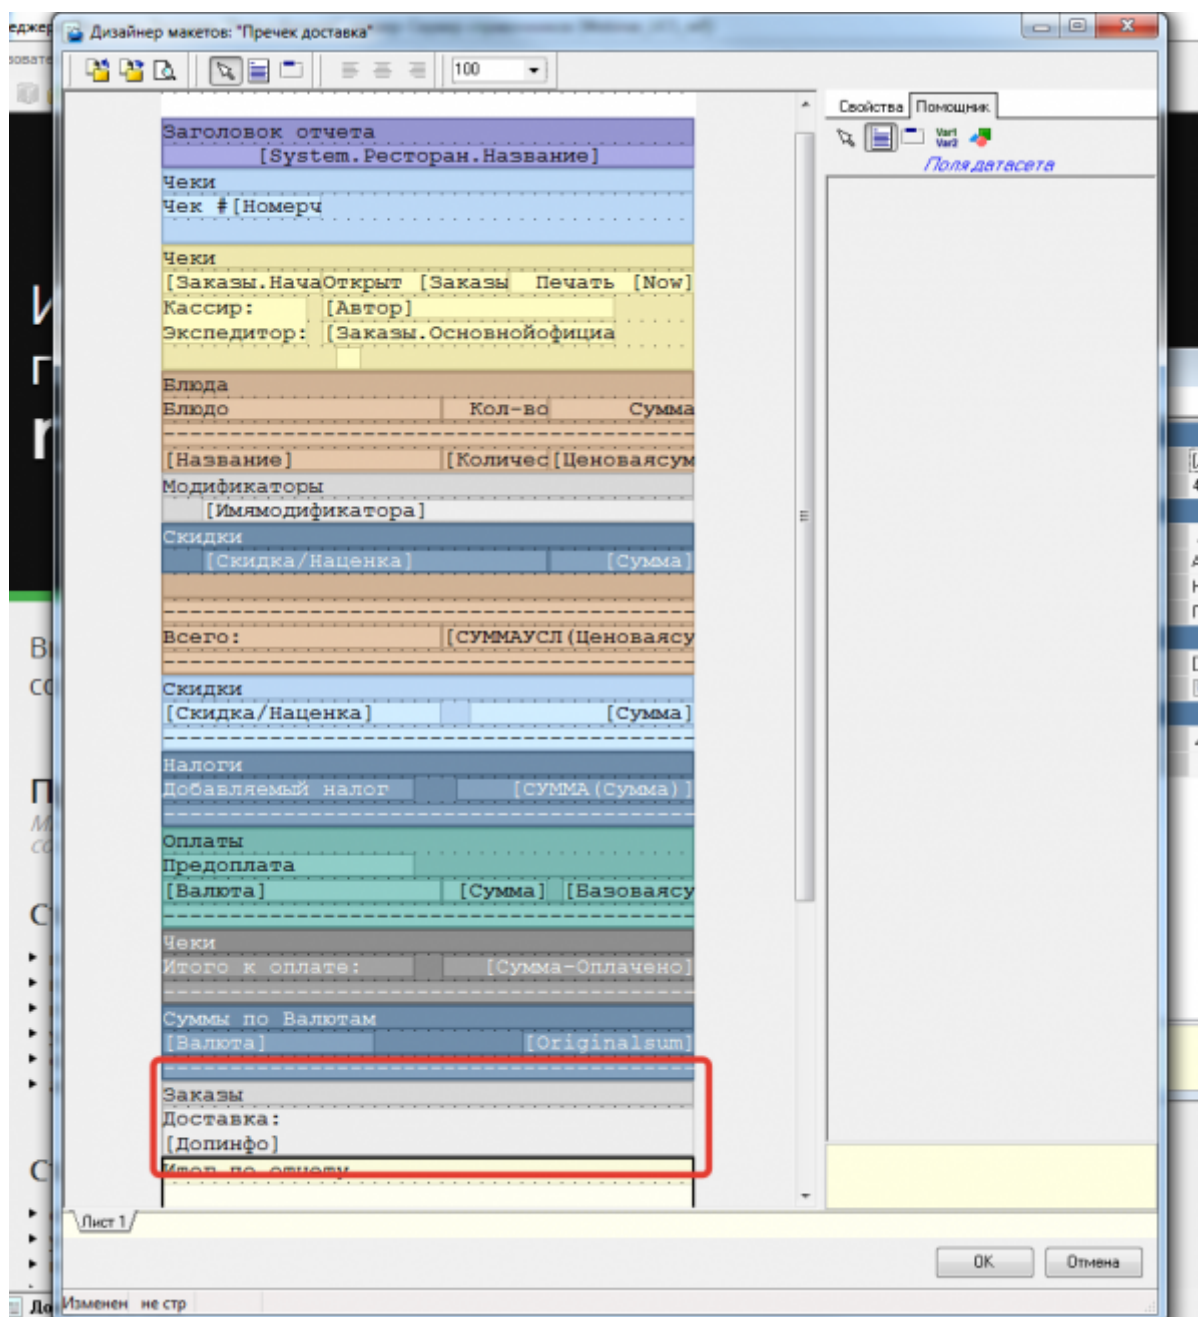 Дизайнер макетов: "Пречек доставка"
100
Свойства Помощник
Var1
Var2
Поля датасета
Заголовок отчета
[System.Ресторан.Название]
Чеки
Чек #[Номерч
Чеки
[Заказы.Нача Открыт [Заказы Печать [Now]
Кассир: [Автор]
Экспедитор: [Заказы.Основнойофициа
Блюда
Блюдо Кол-во Сумма
[Название] [Количес [Ценоваясум
Модификаторы
[Имямодификатора]
Скидки
[Скидка/Наценка] [Сумма]
Всего: [СУММАУСЛ(Ценоваясу
Скидки
[Скидка/Наценка] [Сумма]
Налоги
Добавляемый налог [СУММА(Сумма)]
Оплаты
Предоплата
[Валюта] [Сумма] [Базоваясу
Чеки
Итого к оплате: [Сумма-Оплачено]
Суммы по Валютам
[Валюта] [Originalsum]
Заказы
Доставка:
[Допинфо]
Итог по отчету
Лист 1
OK Отмена
Изменен не стр